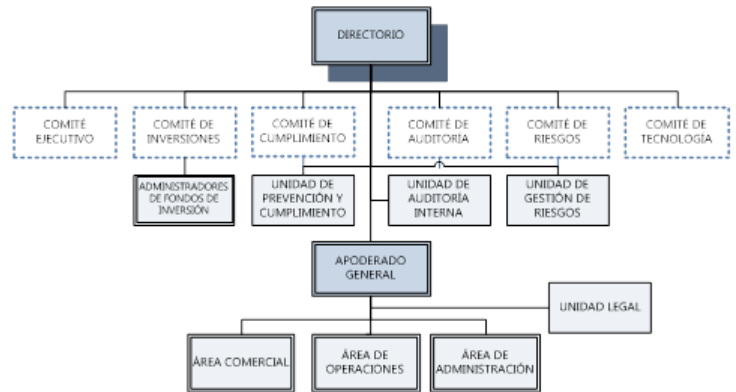 DIRECTORIO
COMITÉ
EJECUTIVO
COMITÉ DE
INVERSIONES
COMITÉ DE
CUMPLIMIENTO
COMITÉ DE
AUDITORÍA
COMITÉ DE
RIESGOS
COMITÉ DE
TECNOLOGÍA
ADMINISTRADORES
DE FONDOS DE
INVERSIÓN
UNIDAD DE
PREVENCIÓN Y
CUMPLIMIENTO
UNIDAD DE
AUDITORÍA
INTERNA
UNIDAD DE
GESTIÓN DE
RIESGOS
APODERADO
GENERAL
UNIDAD LEGAL
ÁREA COMERCIAL
ÁREA DE
OPERACIONES
ÁREA DE
ADMINISTRACIÓN